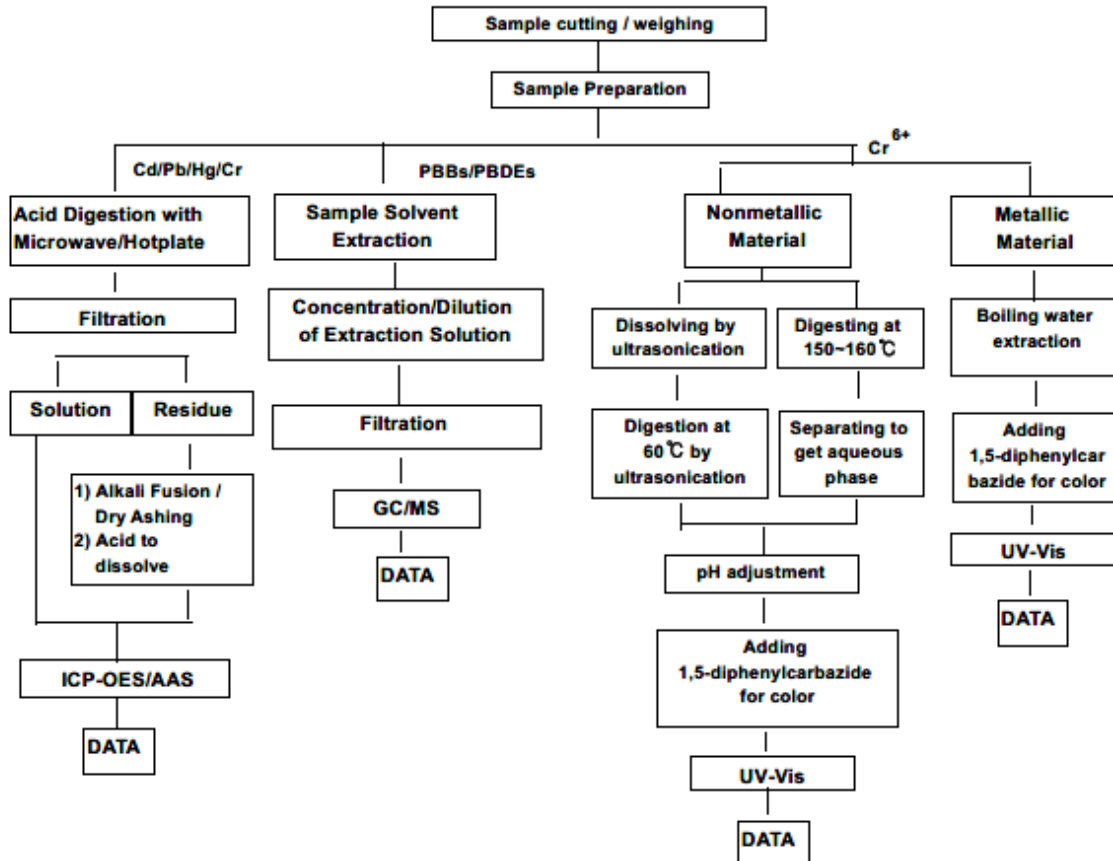 Sample cutting / weighing
Sample Preparation
Cd/Pb/Hg/Cr
PBBs/PBDEs
Cr6+
Acid Digestion with
Microwave/Hotplate
Sample Solvent
Extraction
Nonmetallic
Material
Metallic
Material
Filtration
Concentration/Dilution
of Extraction Solution
Dissolving by
ultrasonication
Digesting at
150~160℃
Boiling water
extraction
Solution
Residue
Filtration
Digestion at
60℃ by
ultrasonication
Separating to
get aqueous
phase
Adding
1,5-diphenylcar
bazide for color
1) Alkali Fusion /
Dry Ashing
2) Acid to
dissolve
GC/MS
DATA
pH adjustment
UV-Vis
DATA
ICP-OES/AAS
DATA
Adding
1,5-diphenylcarbazide
for color
UV-Vis
DATA